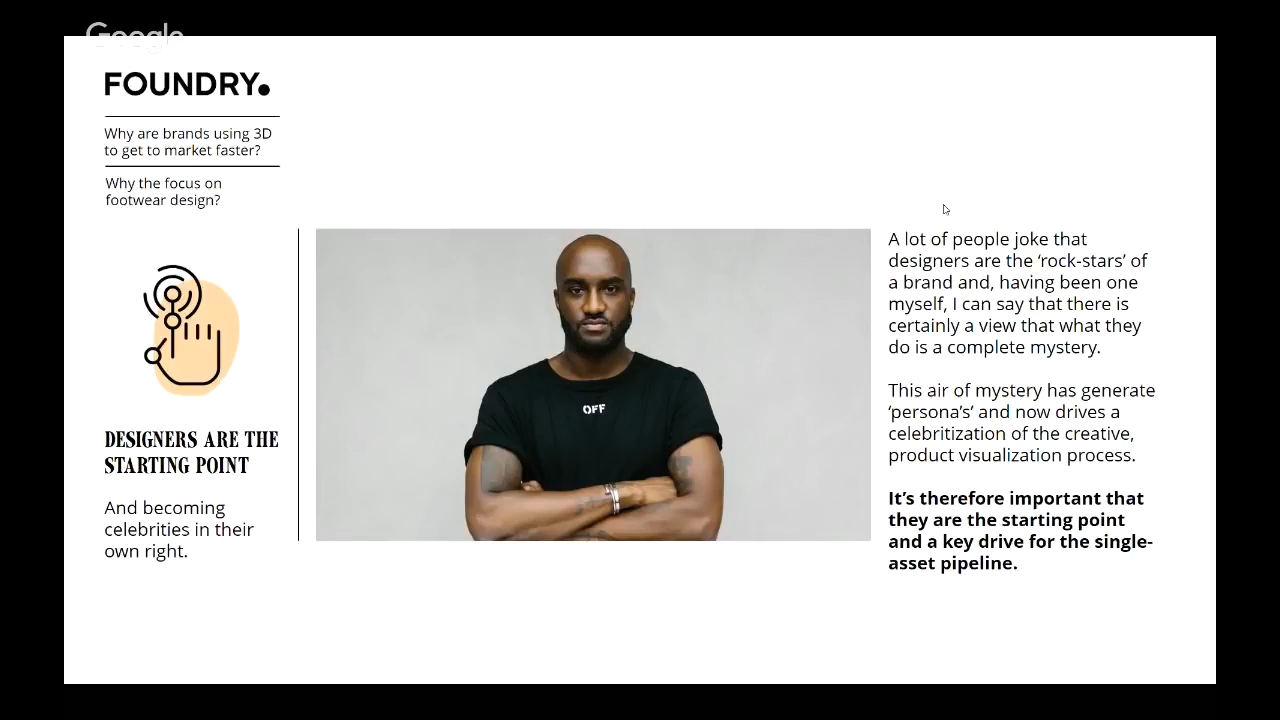 Google
FOUNDRY.
Why are brands using 3D
to get to market faster?
Why the focus on
footwear design?
DESIGNERS ARE THE
STARTING POINT
And becoming
celebrities in their
own right.
OFF
A lot of people joke that
designers are the ‘rock-stars’ of
a brand and, having been one
myself, I can say that there is
certainly a view that what they
do is a complete mystery.
This air of mystery has generate
‘persona’s’ and now drives a
celebritization of the creative,
product visualization process.
It’s therefore important that
they are the starting point
and a key drive for the single-
asset pipeline.